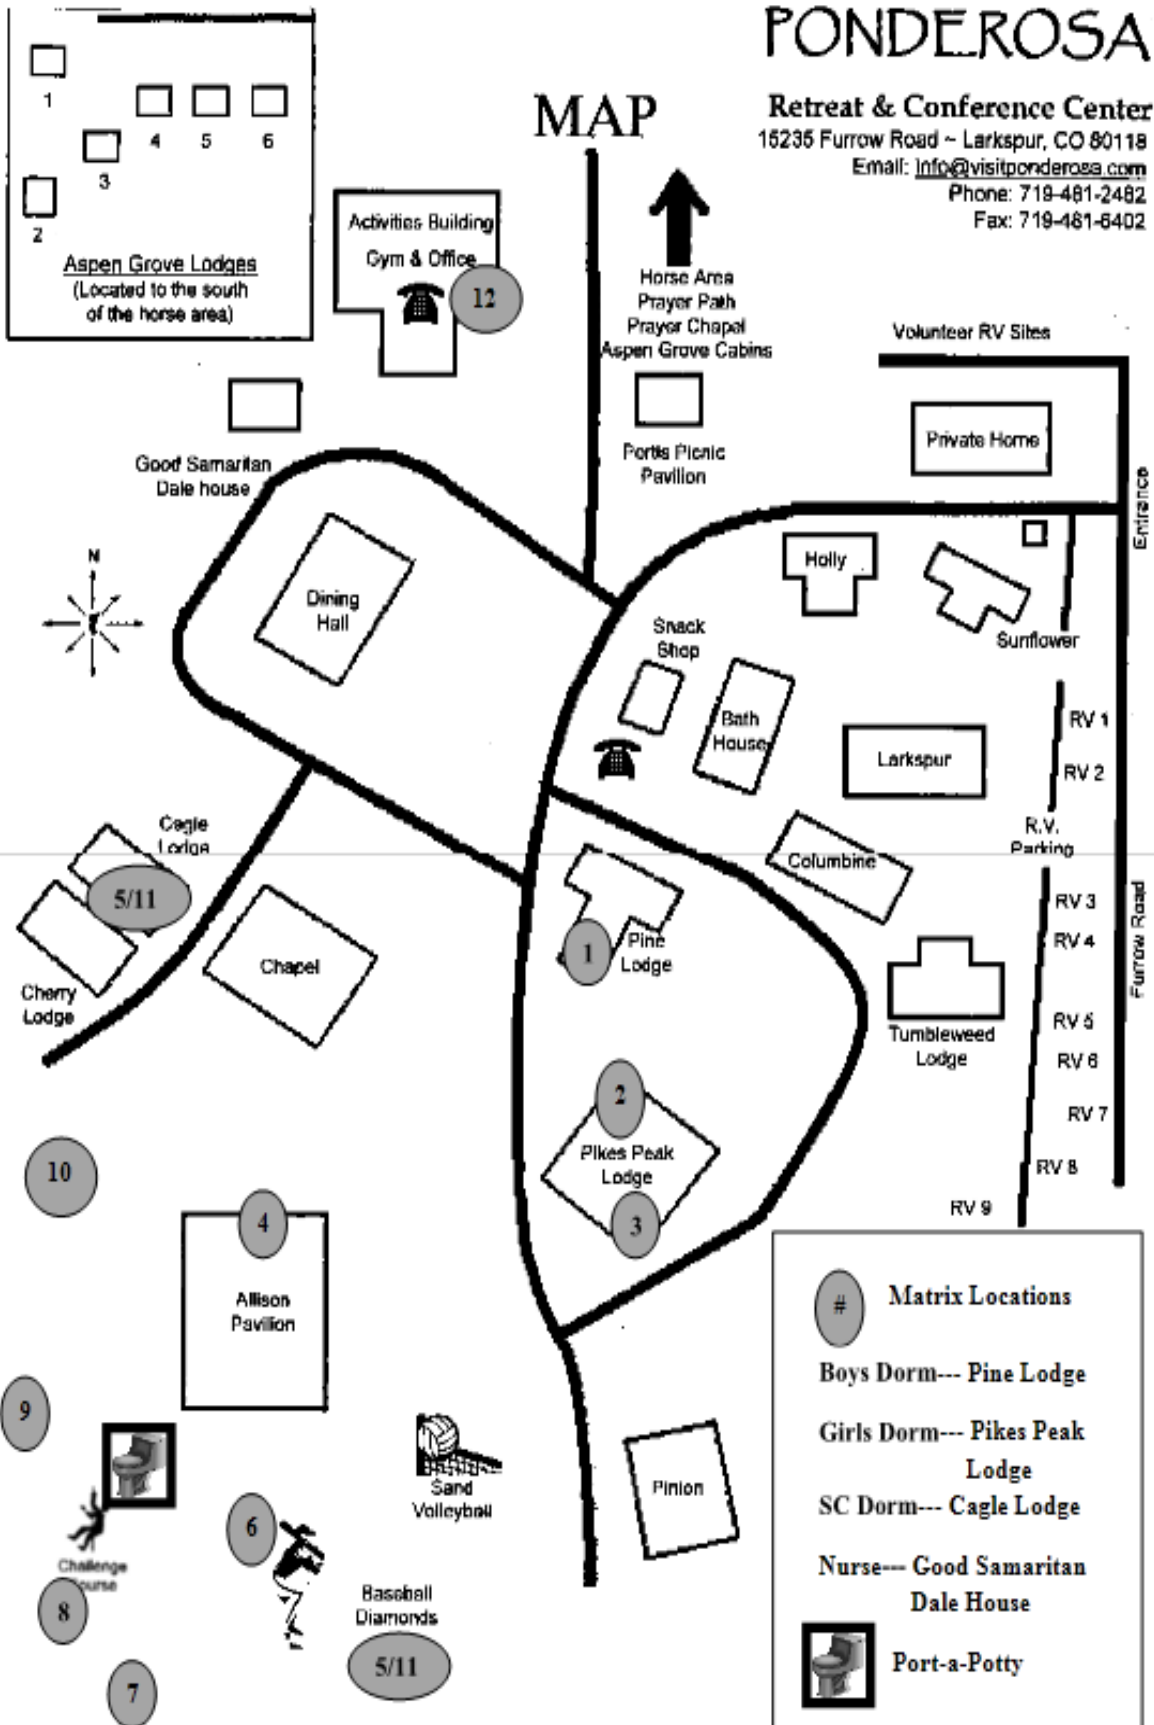 PONDEROSA
MAP
Retreat & Conference Center
15235 Furrow Road ~ Larkspur, CO 80118
Email: info@visitponderosa.com
Phone: 719-481-2482
Fax: 719-481-6402
1
2
3
4
5
6
Aspen Grove Lodges
(Located to the south
of the horse area)
Activities Building
Gym & Office
12
Horse Area
Prayer Path
Prayer Chapel
Aspen Grove Cabins
Portis Picnic
Pavilion
Volunteer RV Sites
Private Home
Entrance
Good Samaritan
Dale house
N
Dining
Hall
Holly
Sunflower
Snack
Shop
Bath
House
Larkspur
RV 1
RV 2
R.V.
Parking
Columbine
Cagle
Lodge
5/11
Cherry
Lodge
Chapel
1
Pine
Lodge
RV 3
RV 4
Furrow Road
Tumbleweed
Lodge
RV 5
RV 6
RV 7
RV 8
RV 9
2
Pikes Peak
Lodge
3
10
4
Allison
Pavilion
9
Challenge
Course
8
7
6
Sand
Volleyball
Baseball
Diamonds
5/11
Pinion
# Matrix Locations
Boys Dorm--- Pine Lodge
Girls Dorm--- Pikes Peak
Lodge
SC Dorm--- Cagle Lodge
Nurse--- Good Samaritan
Dale House
Port-a-Potty